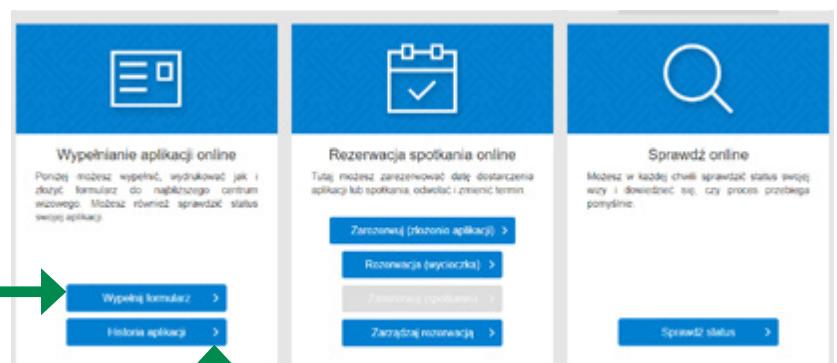 Wypełnianie aplikacji online
Poniżej możesz wypełnić, wydrukować jak i
złożyć formularz do najbliższego centrum
wizowego. Możesz również sprawdzić status
swojej aplikacji.
Wypełnij formularz >
Historia aplikacji >
Rezerwacja spotkania online
Tutaj możesz zarezerwować datę dostarczenia
aplikacji lub spotkania, odwołać i zmienić termin.
Zarezerwuj (złożenie aplikacji) >
Rezerwacja (wycieczka) >
Zarezerwuj (spotkanie) >
Zarządzaj rezerwacją >
Sprawdź online
Możesz w każdej chwili sprawdzić status swojej
wizy i dowiedzieć się, czy proces przebiega
pomyślnie.
Sprawdź status >